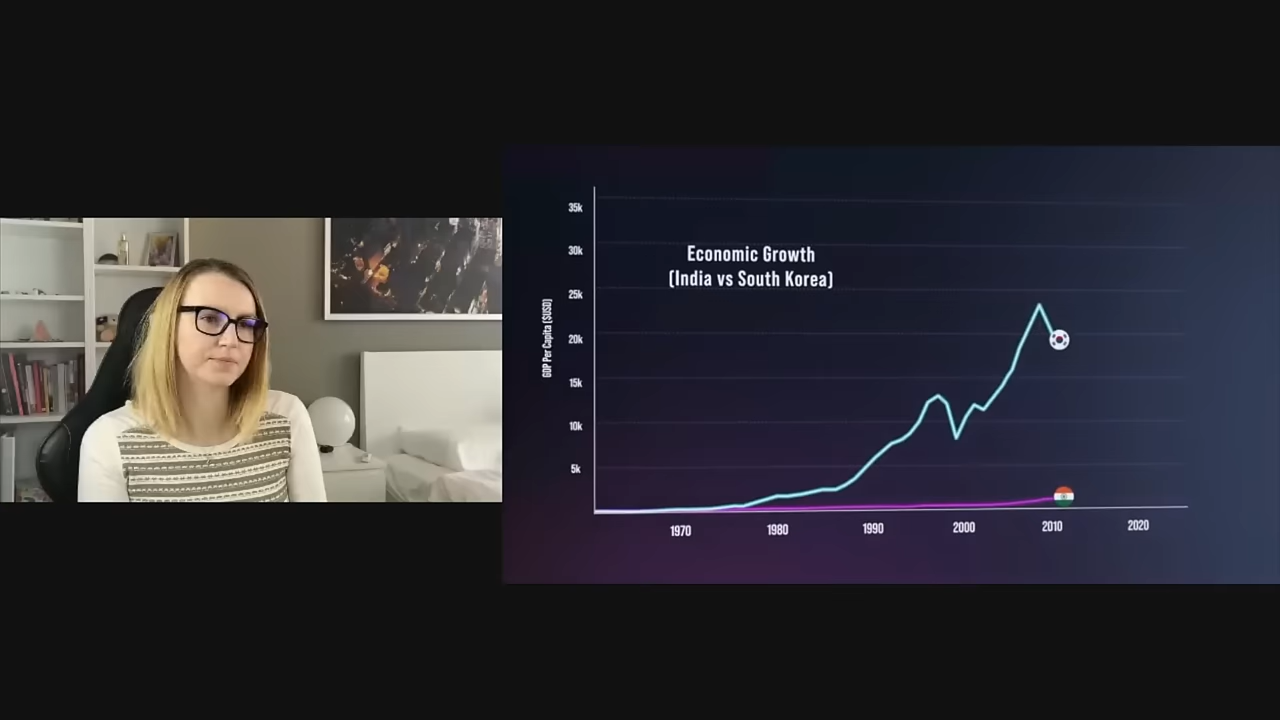 Economic Growth
(India vs South Korea)
GDP Per Capita ($USD)
35k
30k
25k
20k
15k
10k
5k
1970
1980
1990
2000
2010
2020